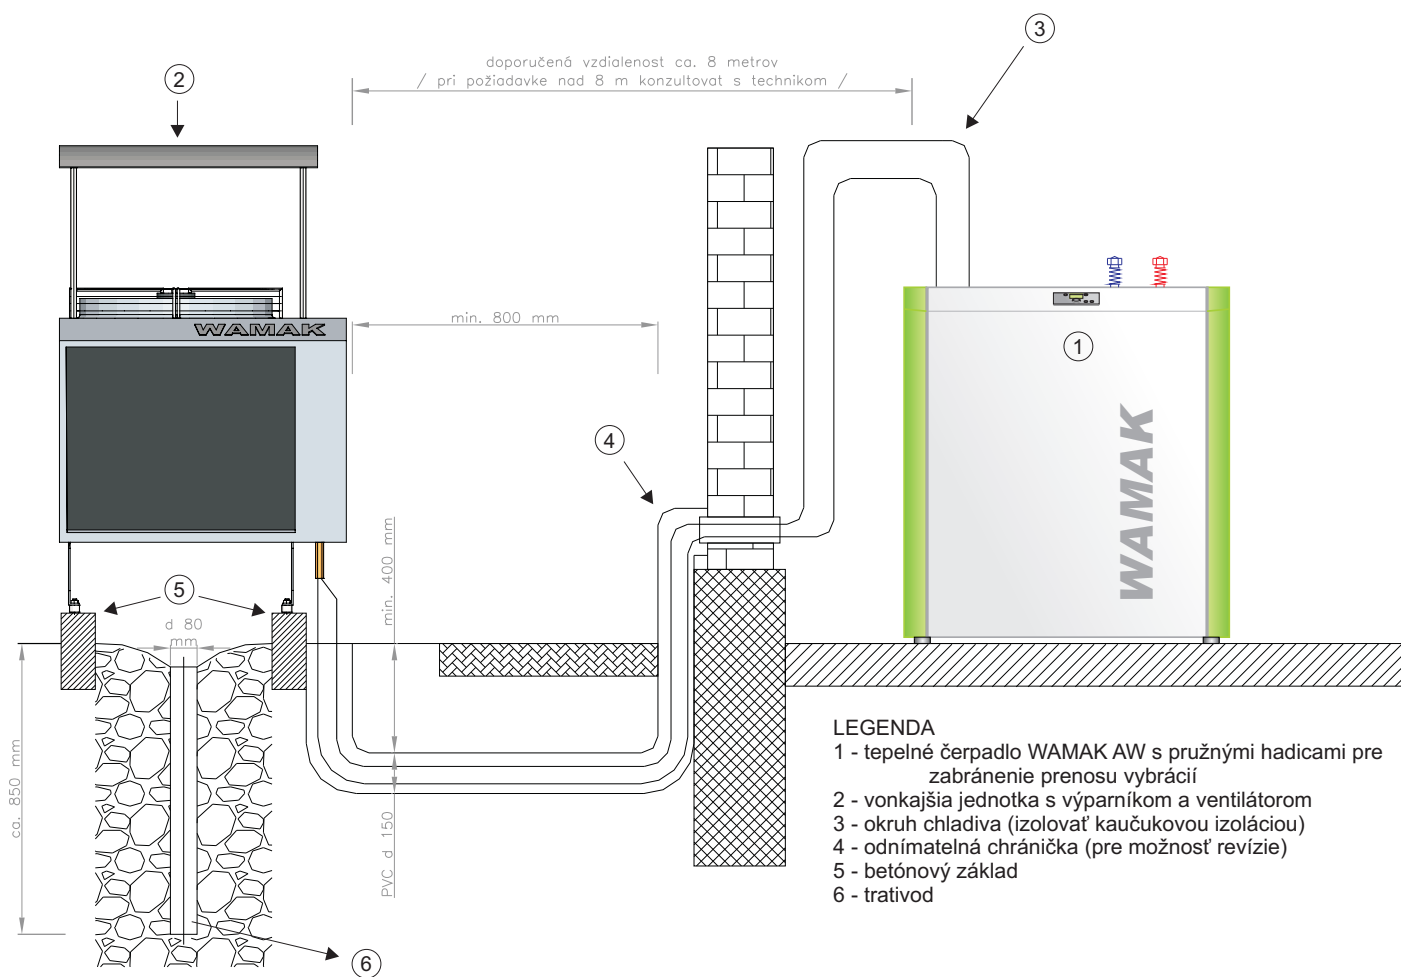 3
doporučená vzdialenost ca. 8 metrov
/ pri požiadavke nad 8 m konzultovat s technikom /
2
WAMAK
min. 800 mm
1
WAMAK
4
min. 400 mm
5
d 80
mm
ca. 850 mm
PVC d 150
6
LEGENDA
1 - tepelné čerpadlo WAMAK AW s pružnými hadicami pre
zabránenie prenosu vybrácií
2 - vonkajšia jednotka s výparníkom a ventilátorom
3 - okruh chladiva (izolovať kaučukovou izoláciou)
4 - odnímatelná chránička (pre možnosť revízie)
5 - betónový základ
6 - trativod